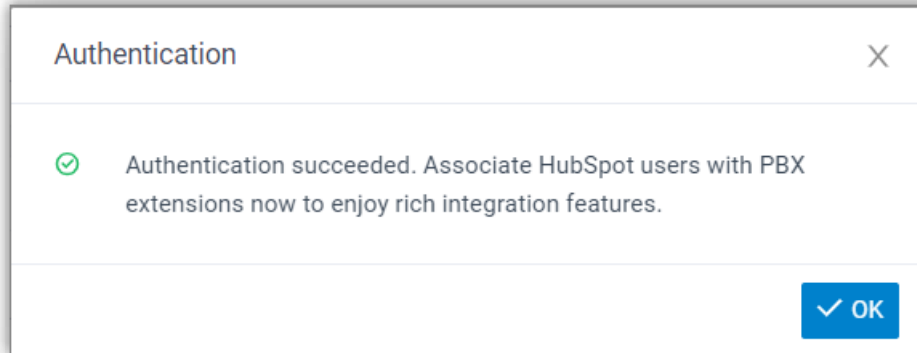 Authentication
Authentication succeeded. Associate HubSpot users with PBX
extensions now to enjoy rich integration features.
OK